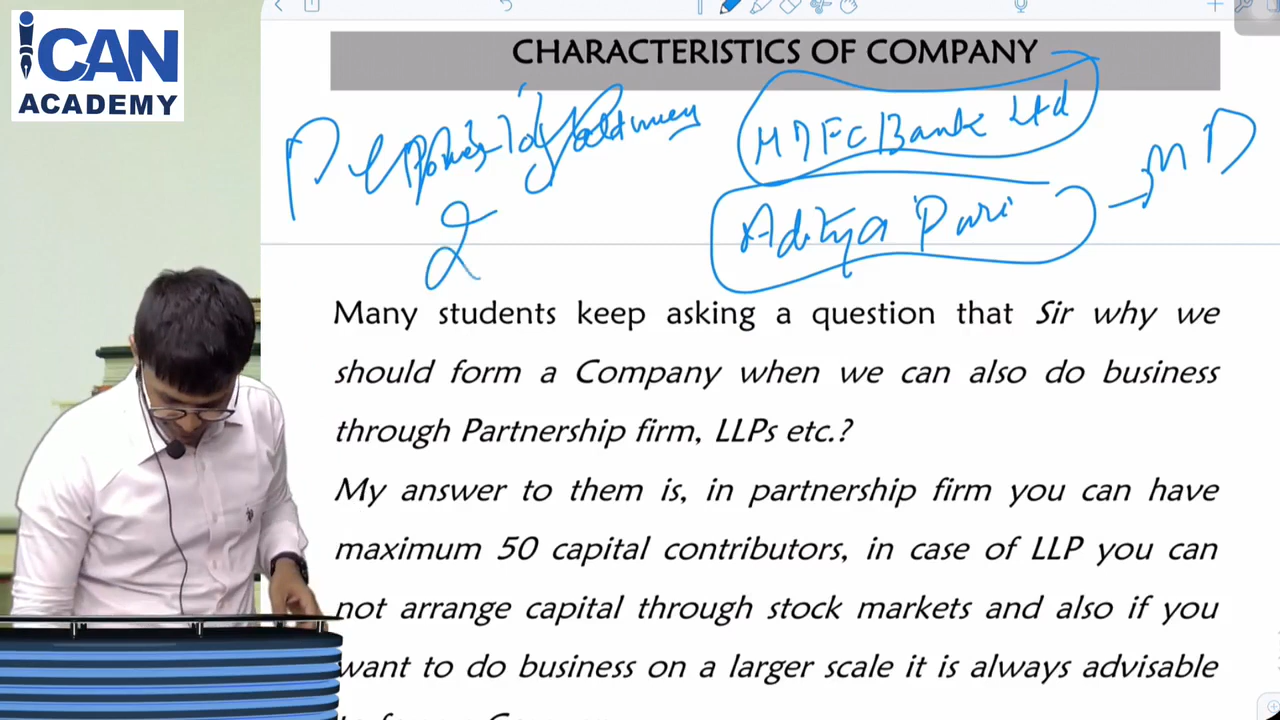 iCAN
ACADEMY
CHARACTERISTICS OF COMPANY
HDFC Bank Ltd
Aditya Puri → MD
2
Many students keep asking a question that Sir why we
should form a Company when we can also do business
through Partnership firm, LLPs etc.?
My answer to them is, in partnership firm you can have
maximum 50 capital contributors, in case of LLP you can
not arrange capital through stock markets and also if you
want to do business on a larger scale it is always advisable